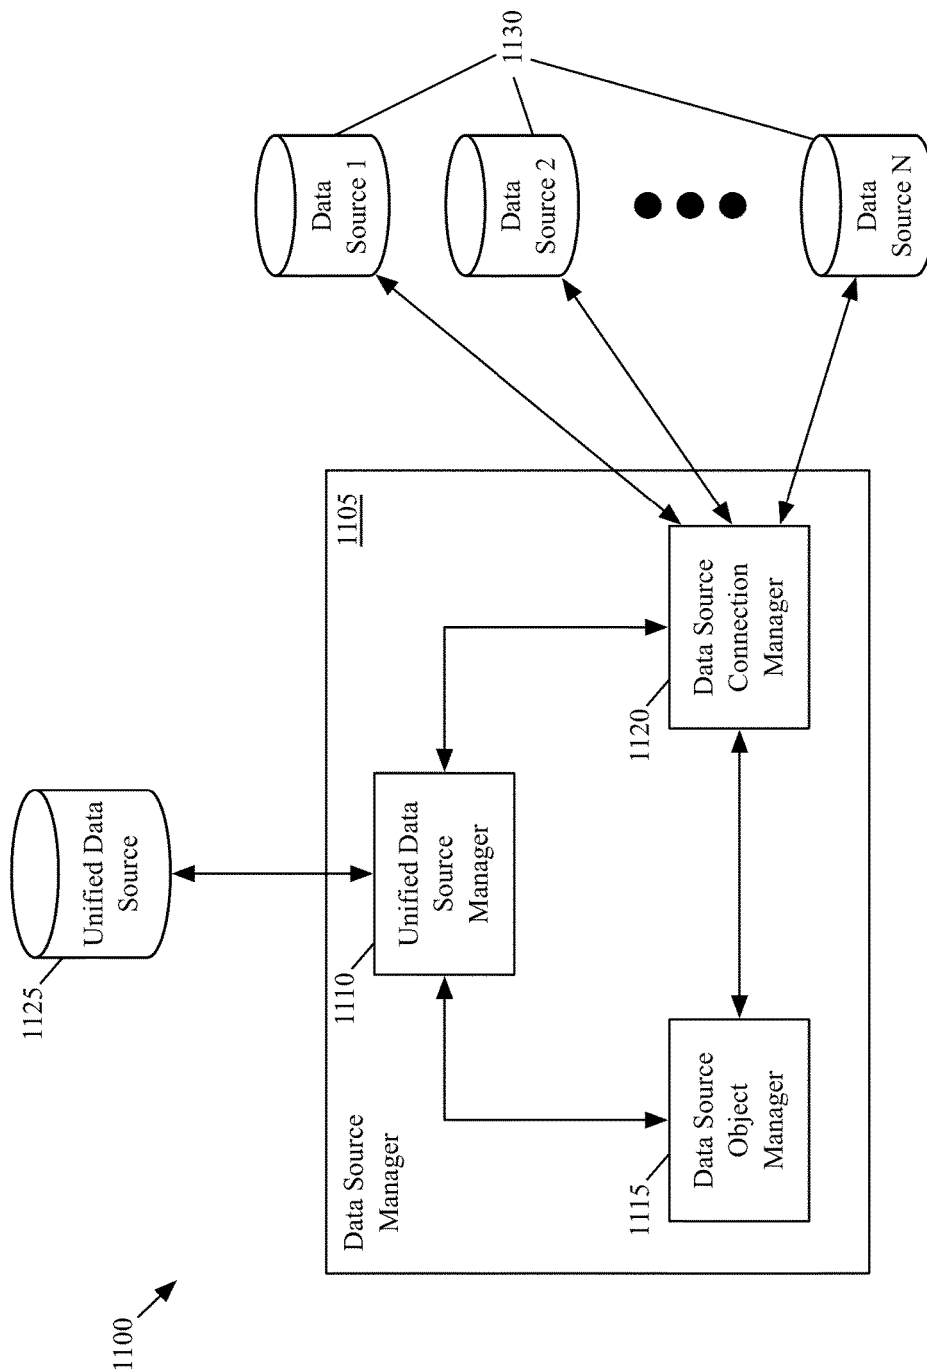 1100
1125
Unified Data
Source
Data Source
Manager
1105
1110
Unified Data
Source
Manager
1115
Data Source
Object
Manager
1120
Data Source
Connection
Manager
Data
Source 1
Data
Source 2
Data
Source N
1130